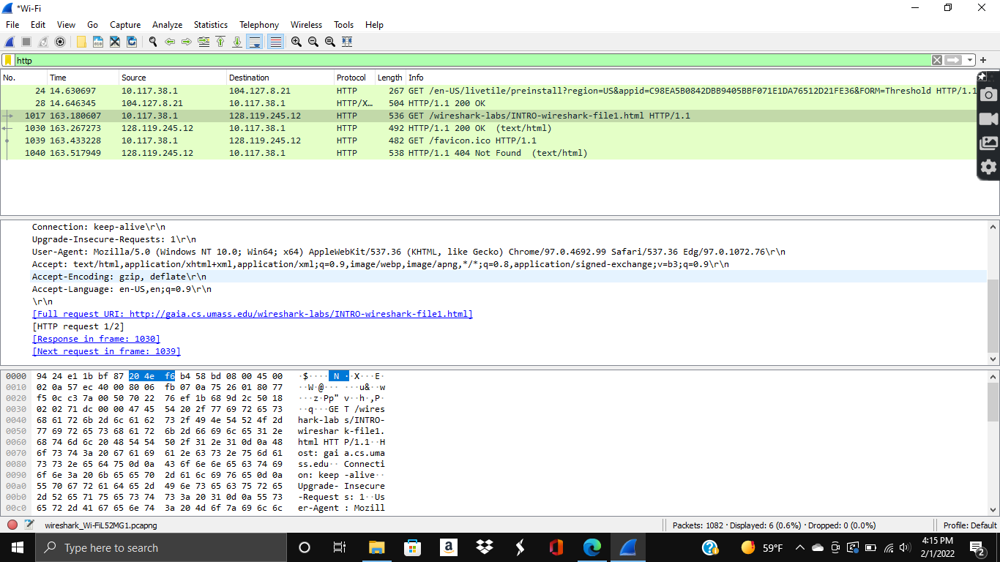 *Wi-Fi
File Edit View Go Capture Analyze Statistics Telephony Wireless Tools Help
http
No. Time Source Destination Protocol Length Info
24 14.630697 10.117.38.1 104.127.8.21 HTTP 267 GET /en-US/livetile/preinstall?region=US&appid=C98EA5B0842DBB9405BBF071E1DA76512D21FE36&FORM=Threshold HTTP/1.1
28 14.646345 104.127.8.21 10.117.38.1 HTTP/X… 504 HTTP/1.1 200 OK
1017 163.180607 10.117.38.1 128.119.245.12 HTTP 536 GET /wireshark-labs/INTRO-wireshark-file1.html HTTP/1.1
1030 163.267273 128.119.245.12 10.117.38.1 HTTP 492 HTTP/1.1 200 OK  (text/html)
1039 163.433228 10.117.38.1 128.119.245.12 HTTP 482 GET /favicon.ico HTTP/1.1
1040 163.517949 128.119.245.12 10.117.38.1 HTTP 538 HTTP/1.1 404 Not Found  (text/html)
Connection: keep-alive\r\n
Upgrade-Insecure-Requests: 1\r\n
User-Agent: Mozilla/5.0 (Windows NT 10.0; Win64; x64) AppleWebKit/537.36 (KHTML, like Gecko) Chrome/97.0.4692.99 Safari/537.36 Edg/97.0.1072.76\r\n
Accept: text/html,application/xhtml+xml,application/xml;q=0.9,image/webp,image/apng,*/*;q=0.8,application/signed-exchange;v=b3;q=0.9\r\n
Accept-Encoding: gzip, deflate\r\n
Accept-Language: en-US,en;q=0.9\r\n
\r\n
[Full request URI: http://gaia.cs.umass.edu/wireshark-labs/INTRO-wireshark-file1.html]
[HTTP request 1/2]
[Response in frame: 1030]
[Next request in frame: 1039]
0000 94 24 e1 1b bf 87 20 4e f6 b4 58 bd 08 00 45 00 ·$···· N ··X···E·
0010 02 0a 57 ec 40 00 80 06 fb 07 0a 75 26 01 80 77 ··W·@··· ···u&··w
0020 f5 0c c3 7a 00 50 70 22 76 ef 1b 68 9d 2c 50 18 ···z·Pp" v··h·,P·
0030 02 02 71 dc 00 00 47 45 54 20 2f 77 69 72 65 73 ··q···GE T /wires
0040 68 61 72 6b 2d 6c 61 62 73 2f 49 4e 54 52 4f 2d hark-lab s/INTRO-
0050 77 69 72 65 73 68 61 72 6b 2d 66 69 6c 65 31 2e wireshar k-file1.
0060 68 74 6d 6c 20 48 54 54 50 2f 31 2e 31 0d 0a 48 html HTT P/1.1··H
0070 6f 73 74 3a 20 67 61 69 61 2e 63 73 2e 75 6d 61 ost: gai a.cs.uma
0080 73 73 2e 65 64 75 0d 0a 43 6f 6e 6e 65 63 74 69 ss.edu·· Connecti
0090 6f 6e 3a 20 6b 65 65 70 2d 61 6c 69 76 65 0d 0a on: keep -alive··
00a0 55 70 67 72 61 64 65 2d 49 6e 73 65 63 75 72 65 Upgrade- Insecure
00b0 2d 52 65 71 75 65 73 74 73 3a 20 31 0d 0a 55 73 -Request s: 1··Us
00c0 65 72 2d 41 67 65 6e 74 3a 20 4d 6f 7a 69 6c 6c er-Agent : Mozill
wireshark_Wi-FiL52MG1.pcapng Packets: 1082 · Displayed: 6 (0.6%) · Dropped: 0 (0.0%) Profile: Default
Type here to search 59°F 4:15 PM
2/1/2022 2